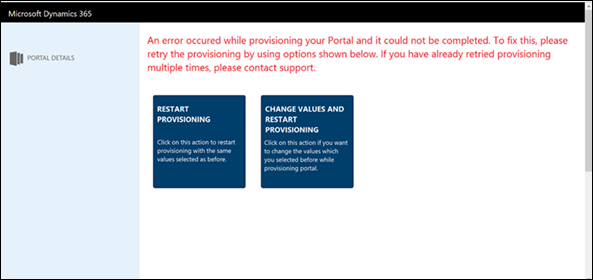 Microsoft Dynamics 365
PORTAL DETAILS
An error occured while provisioning your Portal and it could not be completed. To fix this, please
retry the provisioning by using options shown below. If you have already retried provisioning
multiple times, please contact support.
RESTART
PROVISIONING
Click on this action to restart
provisioning with the same
values selected as before.
CHANGE VALUES AND
RESTART
PROVISIONING
Click on this action if you want
to change the values which
you selected before while
provisioning portal.